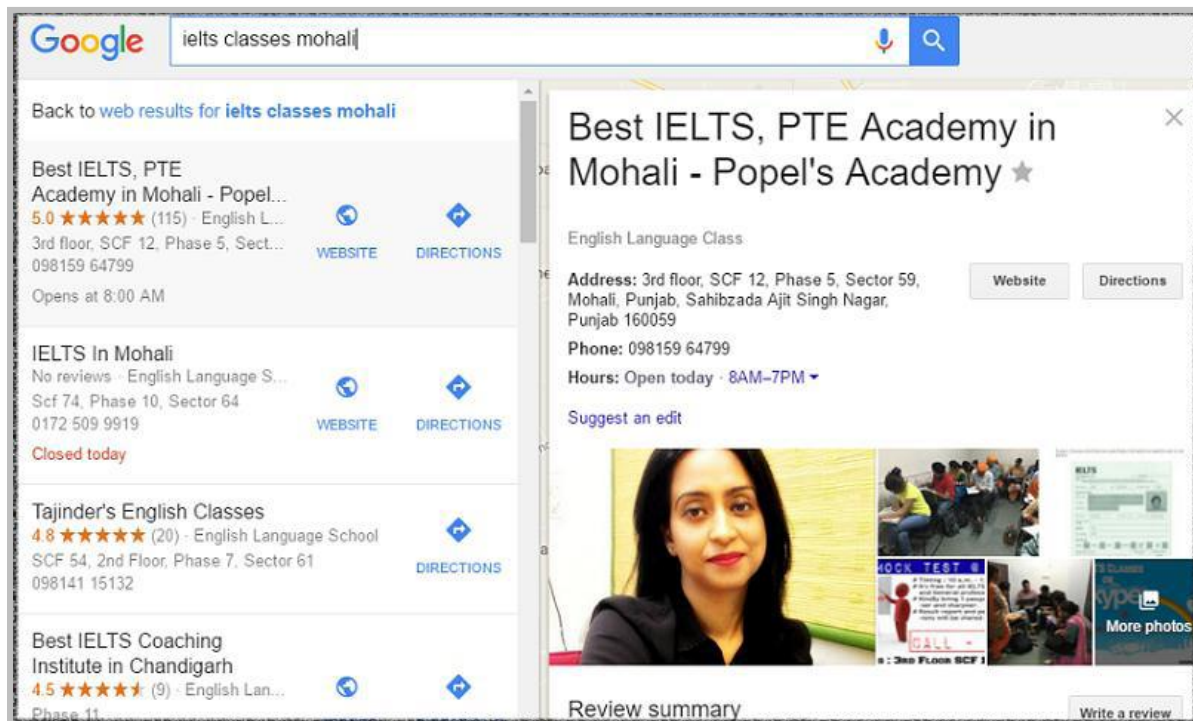 Google
ielts classes mohali
Back to web results for ielts classes mohali
Best IELTS, PTE
Academy in Mohali - Popel...
5.0 ★★★★★ (115) · English L...
3rd floor, SCF 12, Phase 5, Sect...
098159 64799
Opens at 8:00 AM
WEBSITE
DIRECTIONS
IELTS In Mohali
No reviews · English Language S...
Scf 74, Phase 10, Sector 64
0172 509 9919
Closed today
WEBSITE
DIRECTIONS
Tajinder's English Classes
4.8 ★★★★★ (20) · English Language School
SCF 54, 2nd Floor, Phase 7, Sector 61
098141 15132
DIRECTIONS
Best IELTS Coaching
Institute in Chandigarh
4.5 ★★★★★ (9) · English Lan...
Phase 11
Best IELTS, PTE Academy in
Mohali - Popel's Academy
English Language Class
Address: 3rd floor, SCF 12, Phase 5, Sector 59,
Mohali, Punjab, Sahibzada Ajit Singh Nagar,
Punjab 160059
Website
Directions
Phone: 098159 64799
Hours: Open today · 8AM–7PM
Suggest an edit
MOCK TEST @
# Timing : 10 a.m. -
CALL -
: 3RD FLOOR SCF 1
More photos
Review summary
Write a review